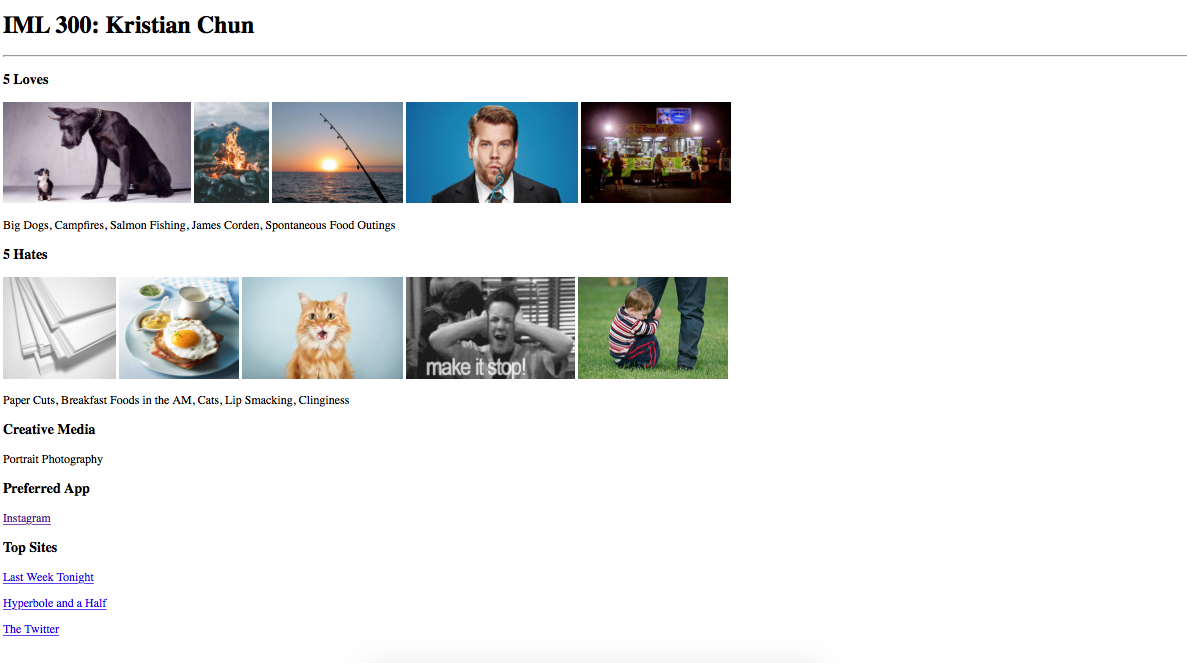 IML 300: Kristian Chun
5 Loves
Big Dogs, Campfires, Salmon Fishing, James Corden, Spontaneous Food Outings
5 Hates
make it stop!
Paper Cuts, Breakfast Foods in the AM, Cats, Lip Smacking, Clinginess
Creative Media
Portrait Photography
Preferred App
Instagram
Top Sites
Last Week Tonight
Hyperbole and a Half
The Twitter